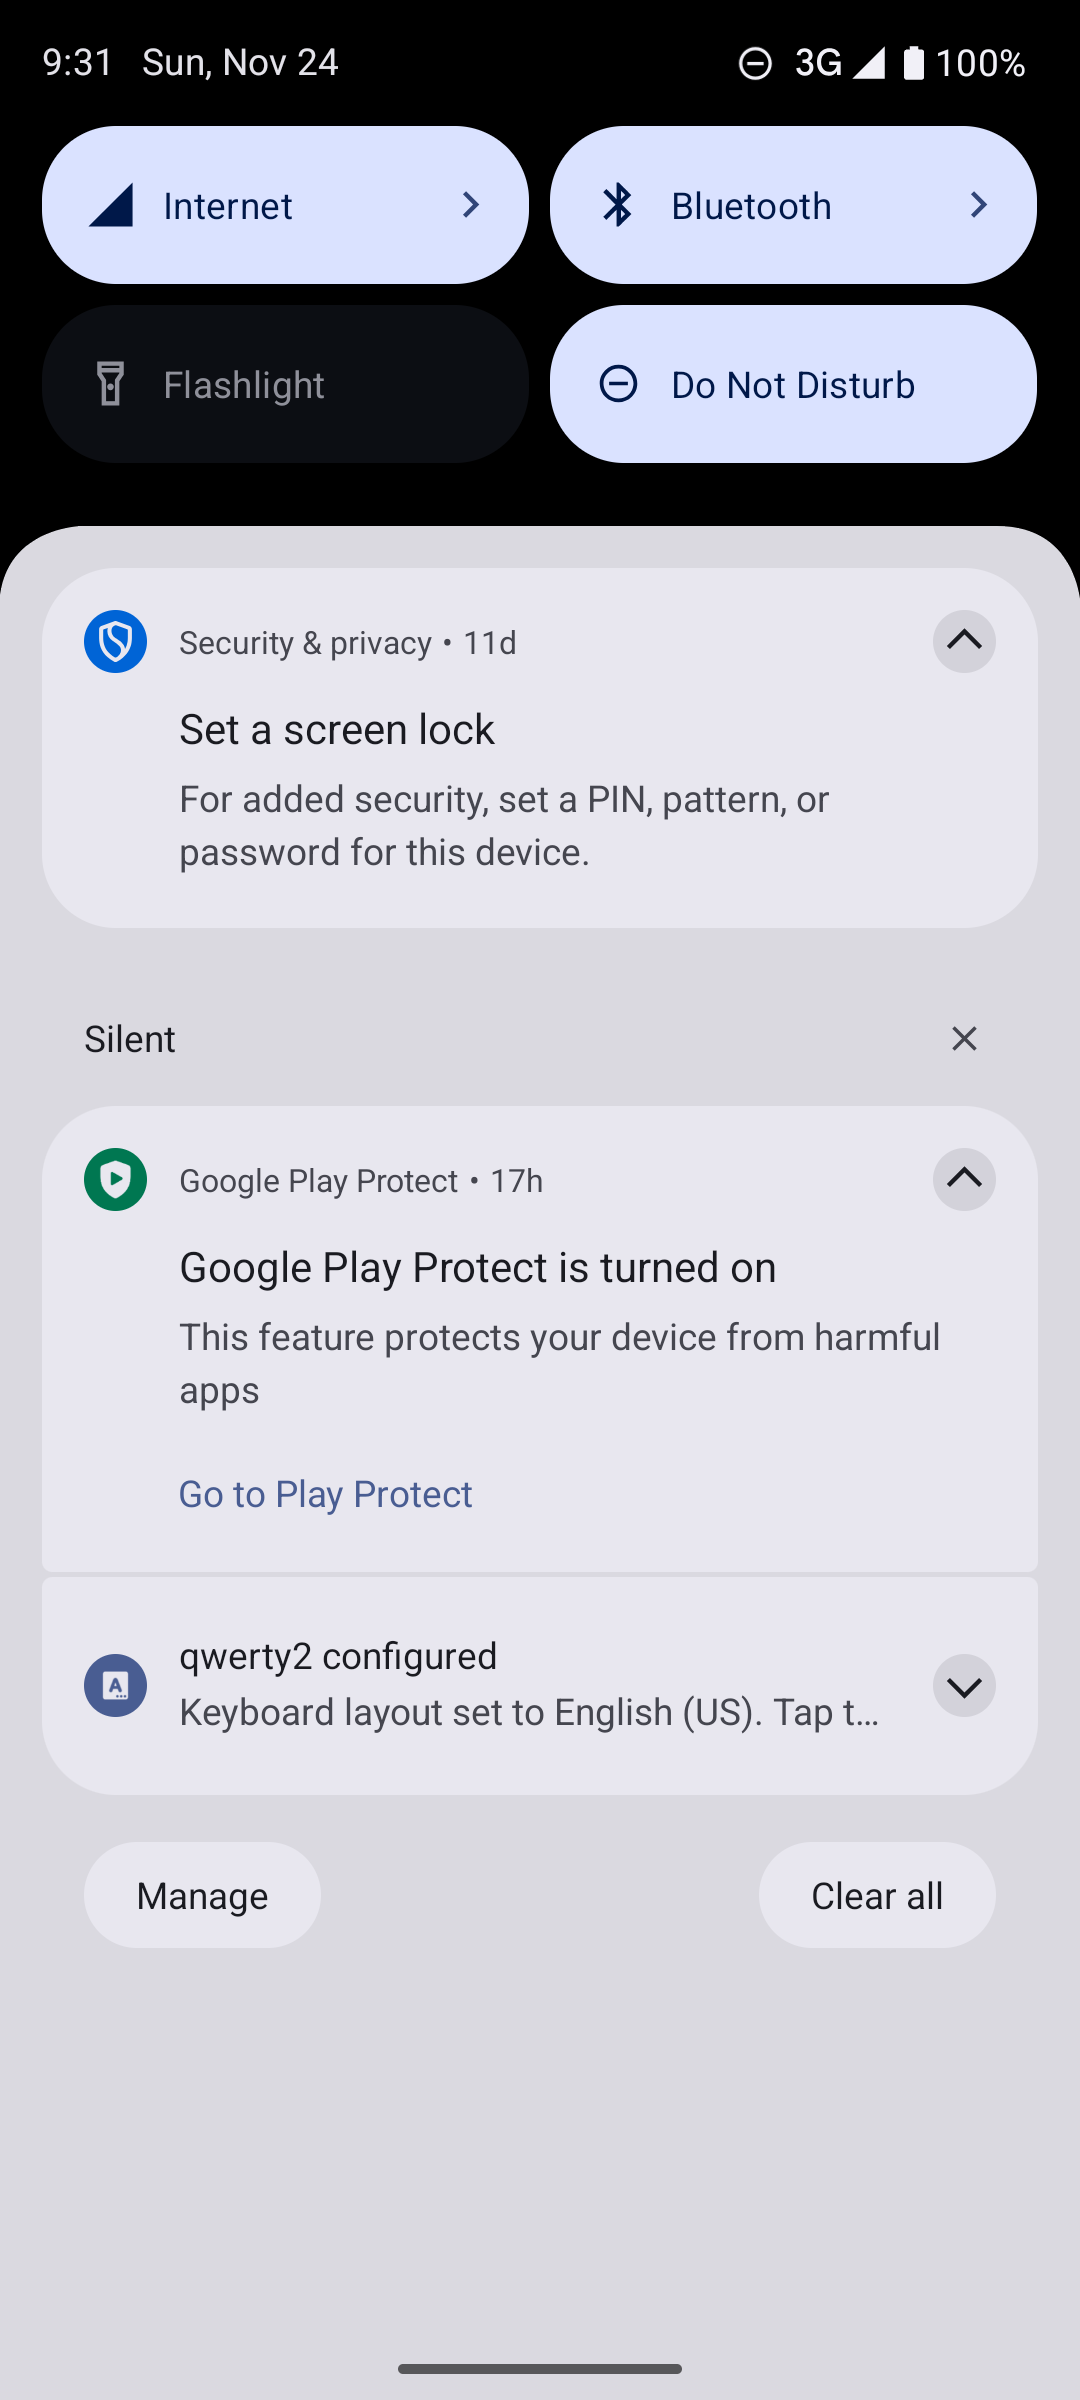 9:31 Sun, Nov 24 3G 100%
Internet Bluetooth
Flashlight Do Not Disturb
Security & privacy • 11d
Set a screen lock
For added security, set a PIN, pattern, or
password for this device.
Silent
Google Play Protect • 17h
Google Play Protect is turned on
This feature protects your device from harmful
apps
Go to Play Protect
qwerty2 configured
Keyboard layout set to English (US). Tap t…
Manage Clear all